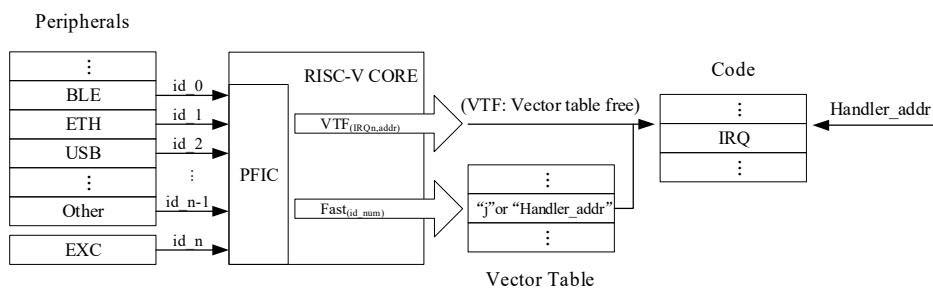 Peripherals
⋮
BLE
ETH
USB
⋮
Other
EXC
id_0
id_1
id_2
⋮
id_n-1
id_n
RISC-V CORE
PFIC
VTF(IRQn,addr)
Fast(id_num)
(VTF: Vector table free)
⋮
“j”or “Handler_addr”
⋮
Vector Table
Code
⋮
IRQ
⋮
Handler_addr